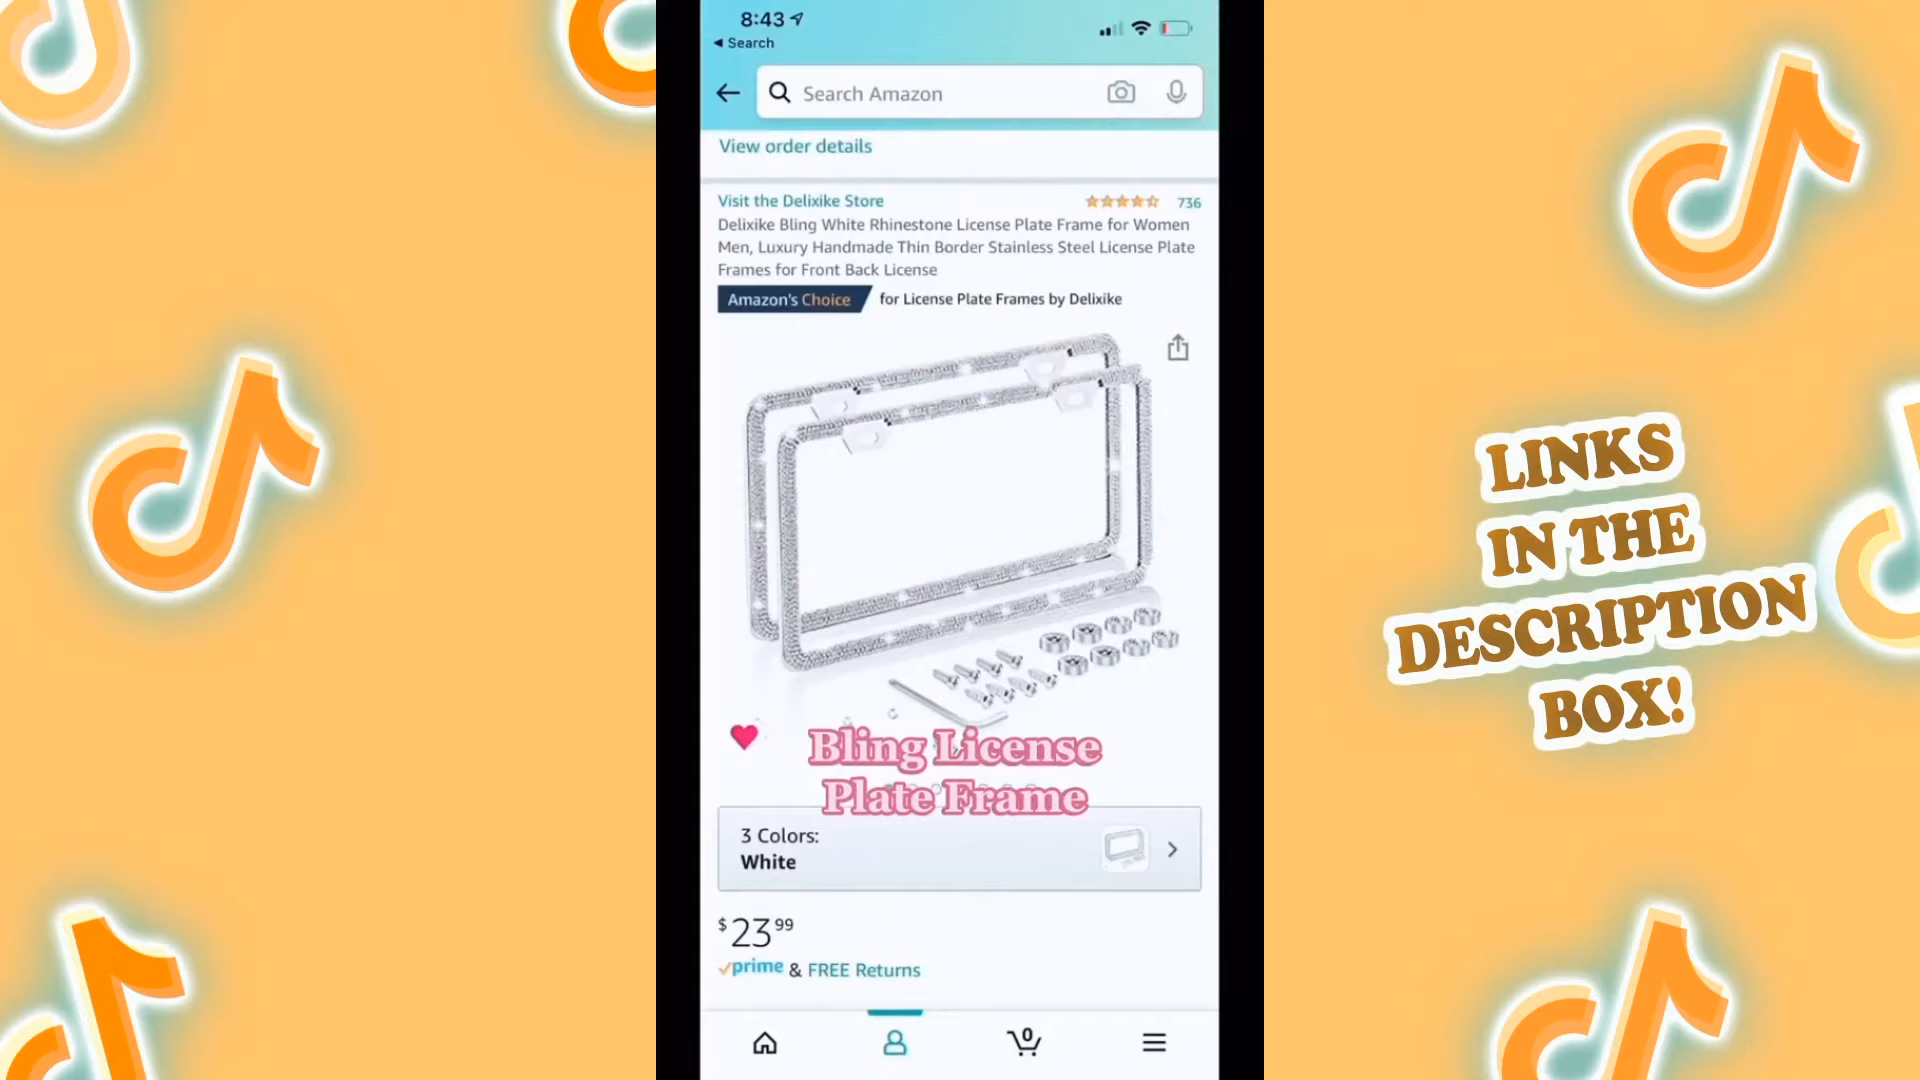 8:43
Search
Search Amazon
View order details
Visit the Delixike Store
736
Delixike Bling White Rhinestone License Plate Frame for Women
Men, Luxury Handmade Thin Border Stainless Steel License Plate
Frames for Front Back License
Amazon's Choice for License Plate Frames by Delixike
Bling License
Plate Frame
3 Colors:
White
$23 99
prime & FREE Returns
0
LINKS
IN THE
DESCRIPTION
BOX!